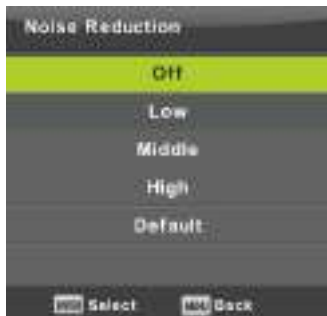 Noise Reduction
Off
Low
Middle
High
Default
Select Back